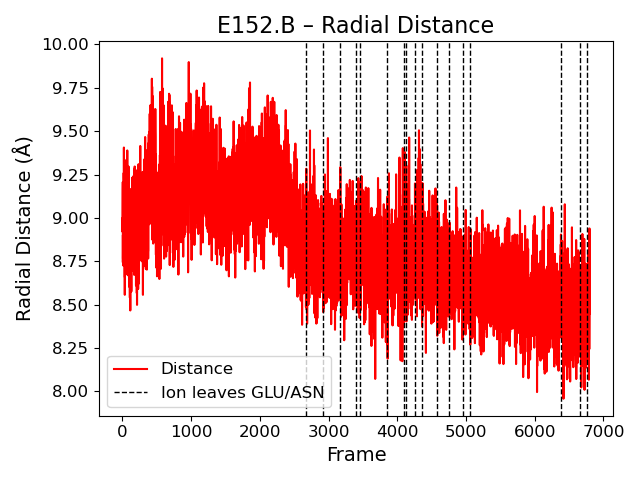 E152.B – Radial Distance
Radial Distance (Å)
10.00
9.75
9.50
9.25
9.00
8.75
8.50
8.25
8.00
Distance
Ion leaves GLU/ASN
0 1000 2000 3000 4000 5000 6000 7000
Frame